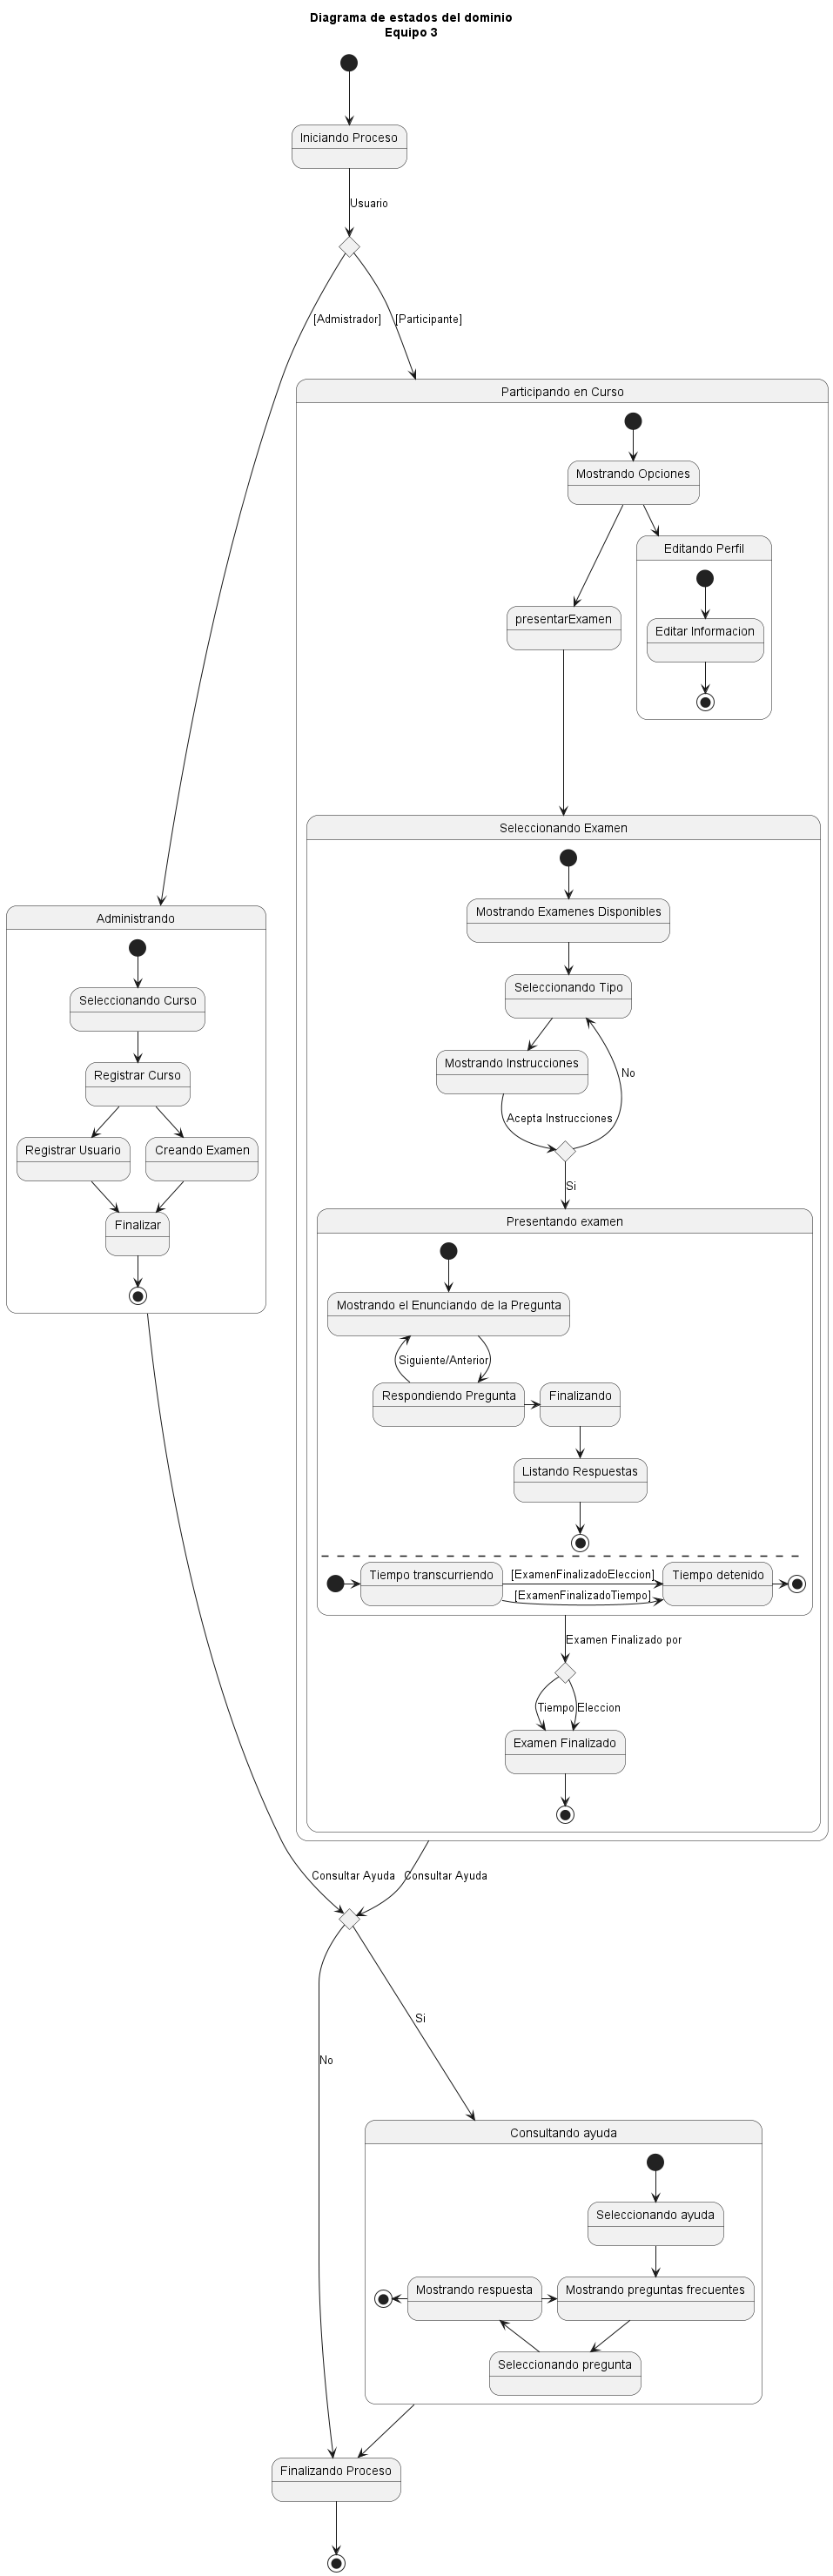 Diagrama de estados del dominio
Equipo 3
Iniciando Proceso
Usuario
[Admistrador]
[Participante]
Participando en Curso
Mostrando Opciones
Editando Perfil
presentarExamen
Editar Informacion
Seleccionando Examen
Mostrando Examenes Disponibles
Administrando
Seleccionando Curso
Seleccionando Tipo
Registrar Curso
Mostrando Instrucciones
No
Acepta Instrucciones
Registrar Usuario
Creando Examen
Si
Finalizar
Presentando examen
Mostrando el Enunciando de la Pregunta
Siguiente/Anterior
Respondiendo Pregunta
Finalizando
Listando Respuestas
Tiempo transcurriendo
[ExamenFinalizadoEleccion]
Tiempo detenido
[ExamenFinalizadoTiempo]
Examen Finalizado por
Tiempo
Eleccion
Examen Finalizado
Consultar Ayuda
Consultar Ayuda
Si
No
Consultando ayuda
Seleccionando ayuda
Mostrando respuesta
Mostrando preguntas frecuentes
Seleccionando pregunta
Finalizando Proceso